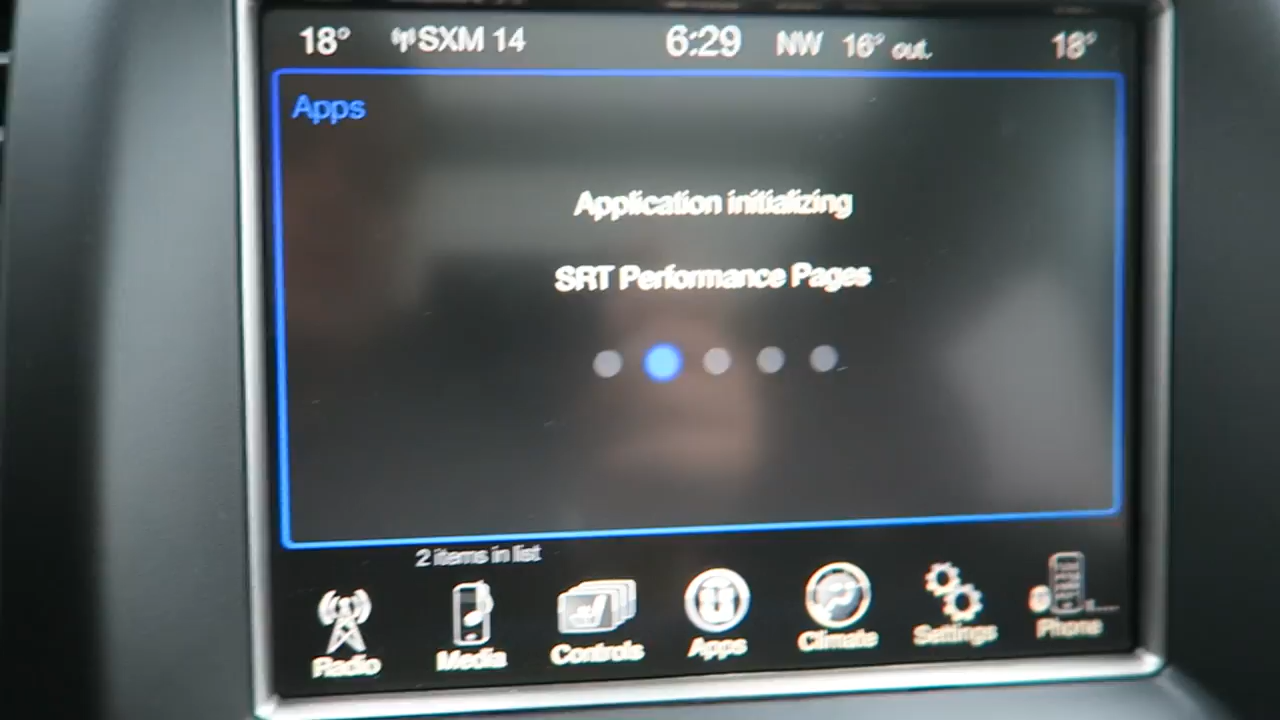 18° SXM 14 6:29 NW 16° out. 18°
Apps
Application initializing
SRT Performance Pages
2 items in list
Radio Media Controls Apps Climate Settings Phone